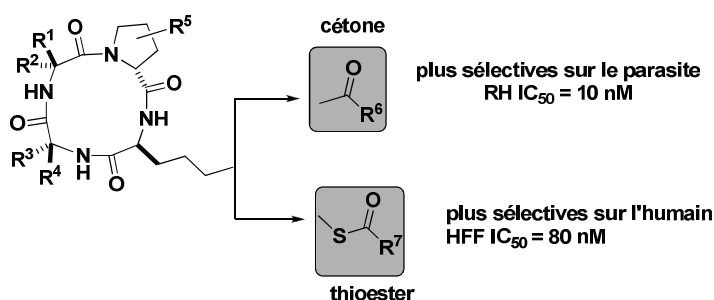 cétone
R¹ O N R⁵
R² O
HN NH
O
R³ N H
R⁴ O
O
R⁶
plus sélectives sur le parasite
RH IC₅₀ = 10 nM
O
S R⁷
plus sélectives sur l'humain
HFF IC₅₀ = 80 nM
thioester